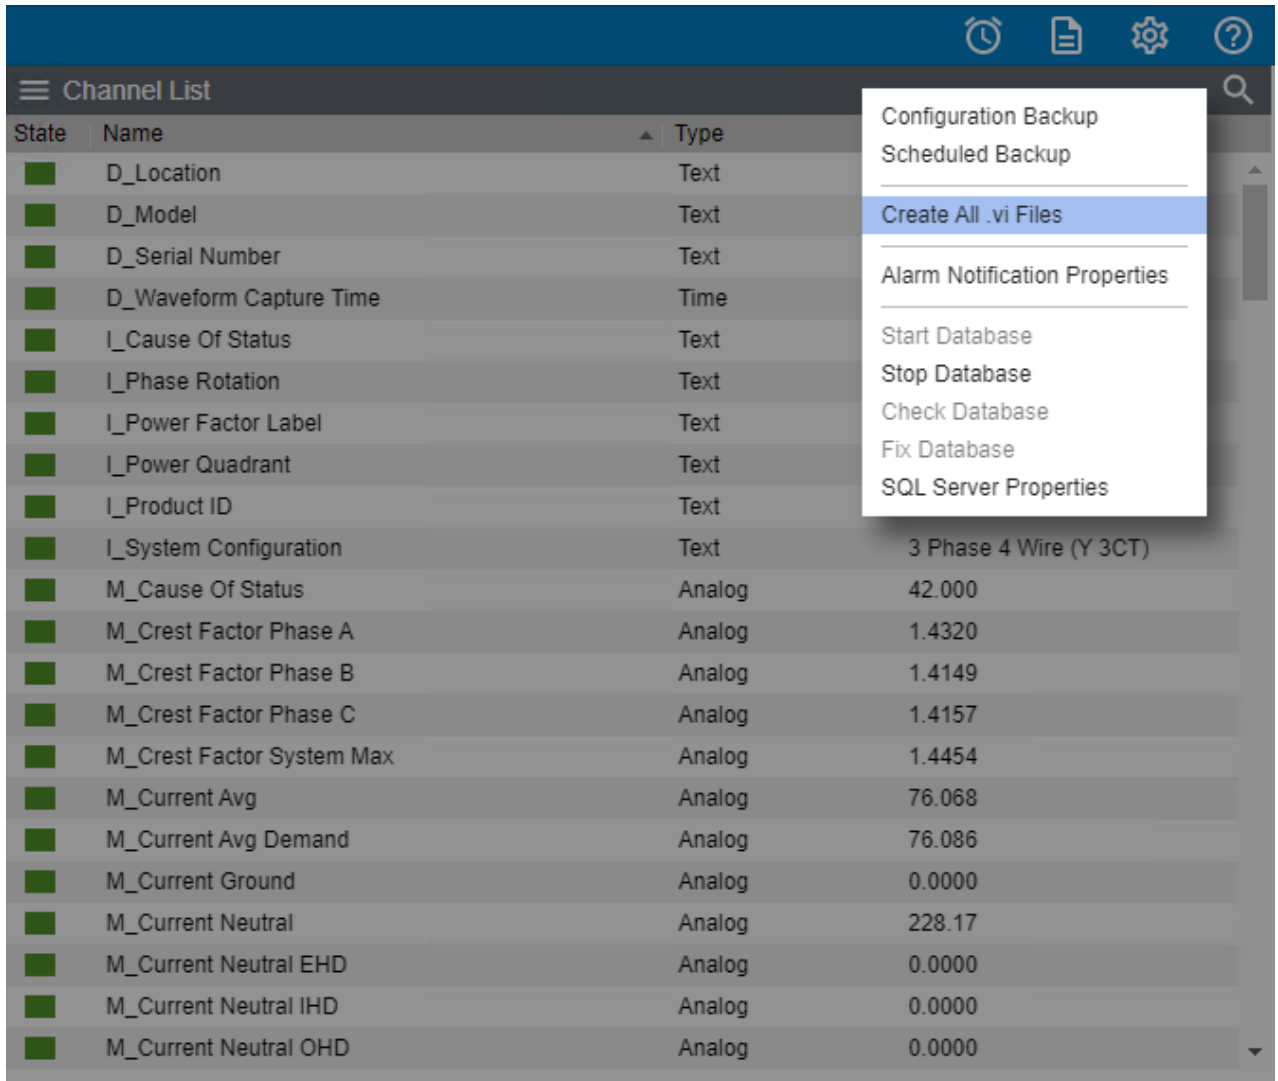 Channel List
State Name Type
Configuration Backup
Scheduled Backup
Create All .vi Files
Alarm Notification Properties
Start Database
Stop Database
Check Database
Fix Database
SQL Server Properties
D_Location Text
D_Model Text
D_Serial Number Text
D_Waveform Capture Time Time
I_Cause Of Status Text
I_Phase Rotation Text
I_Power Factor Label Text
I_Power Quadrant Text
I_Product ID Text
I_System Configuration Text 3 Phase 4 Wire (Y 3CT)
M_Cause Of Status Analog 42.000
M_Crest Factor Phase A Analog 1.4320
M_Crest Factor Phase B Analog 1.4149
M_Crest Factor Phase C Analog 1.4157
M_Crest Factor System Max Analog 1.4454
M_Current Avg Analog 76.068
M_Current Avg Demand Analog 76.086
M_Current Ground Analog 0.0000
M_Current Neutral Analog 228.17
M_Current Neutral EHD Analog 0.0000
M_Current Neutral IHD Analog 0.0000
M_Current Neutral OHD Analog 0.0000